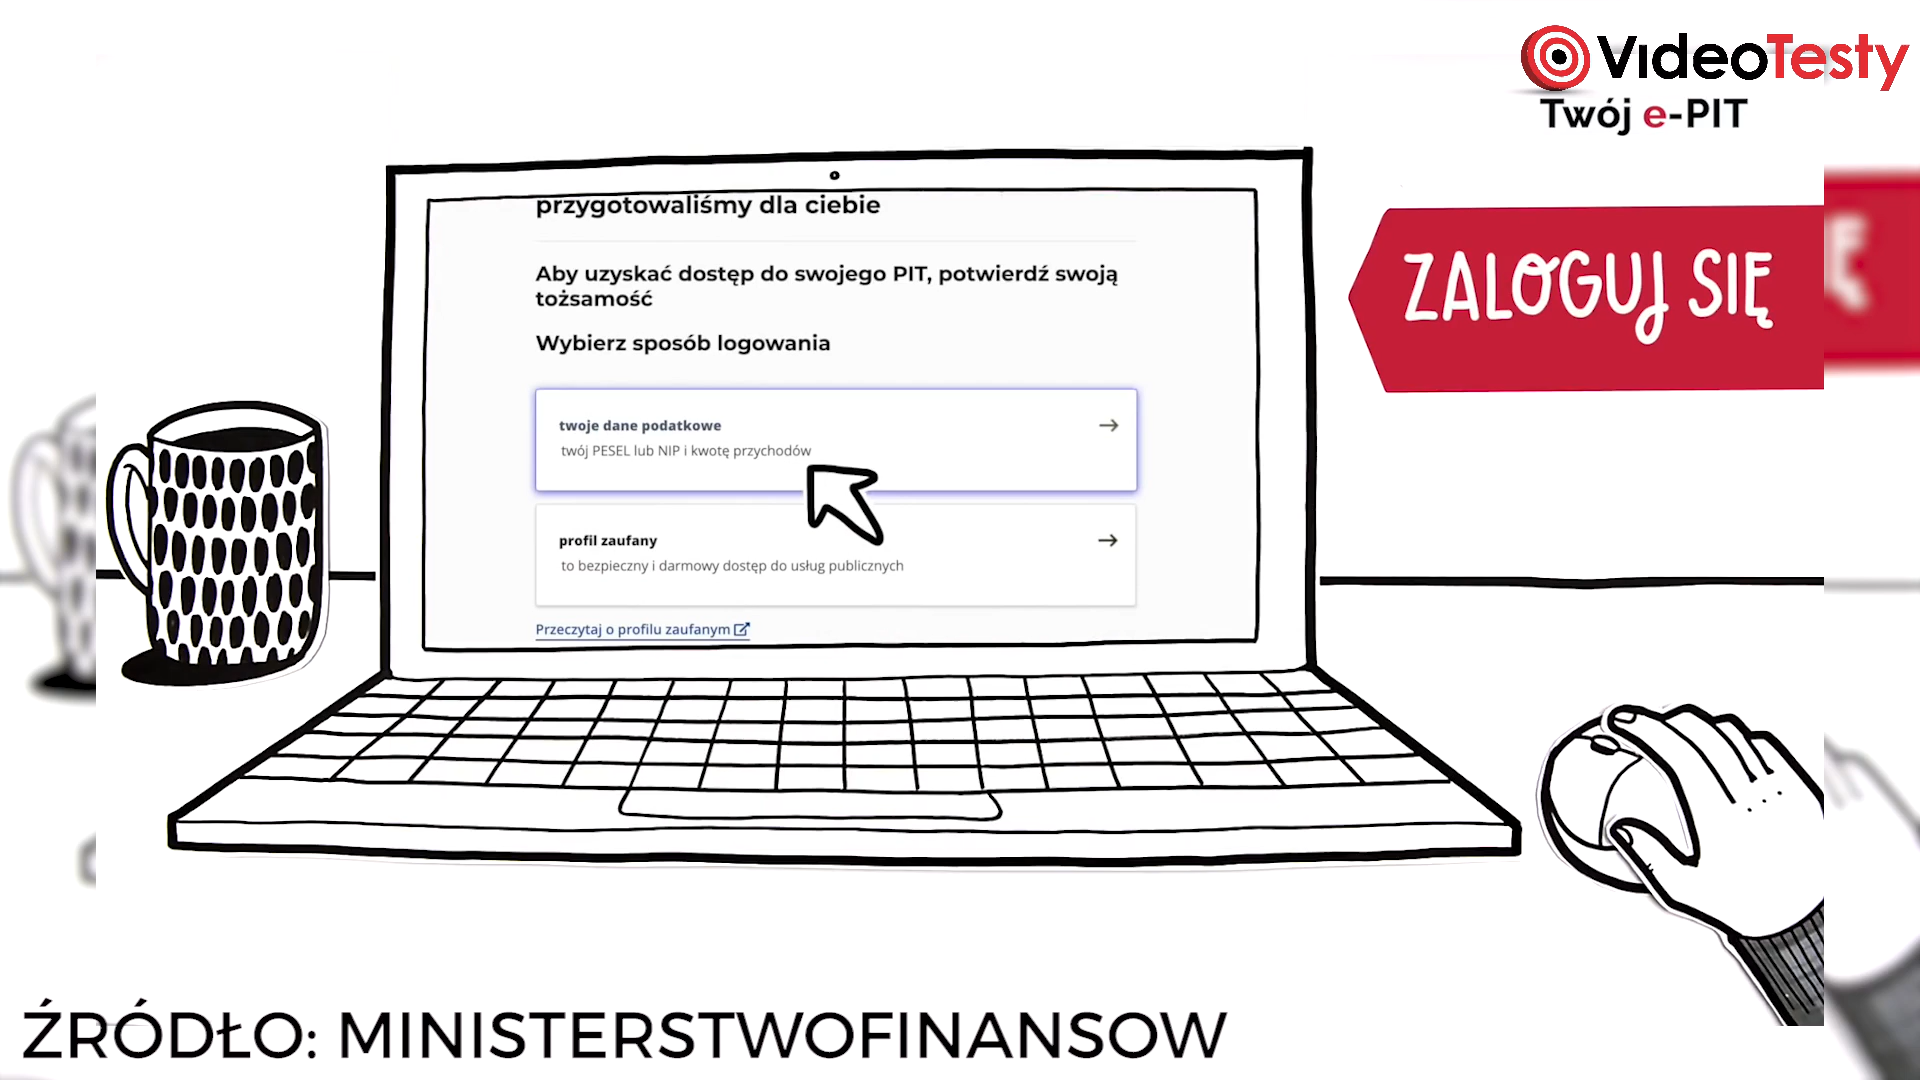 VideoTesty
Twój e-PIT
przygotowaliśmy dla ciebie
Aby uzyskać dostęp do swojego PIT, potwierdź swoją
tożsamość
Wybierz sposób logowania
twoje dane podatkowe
twój PESEL lub NIP i kwotę przychodów
profil zaufany
to bezpieczny i darmowy dostęp do usług publicznych
Przeczytaj o profilu zaufanym
ZALOGUJ SIĘ
ŹRÓDŁO: MINISTERSTWOFINANSOW